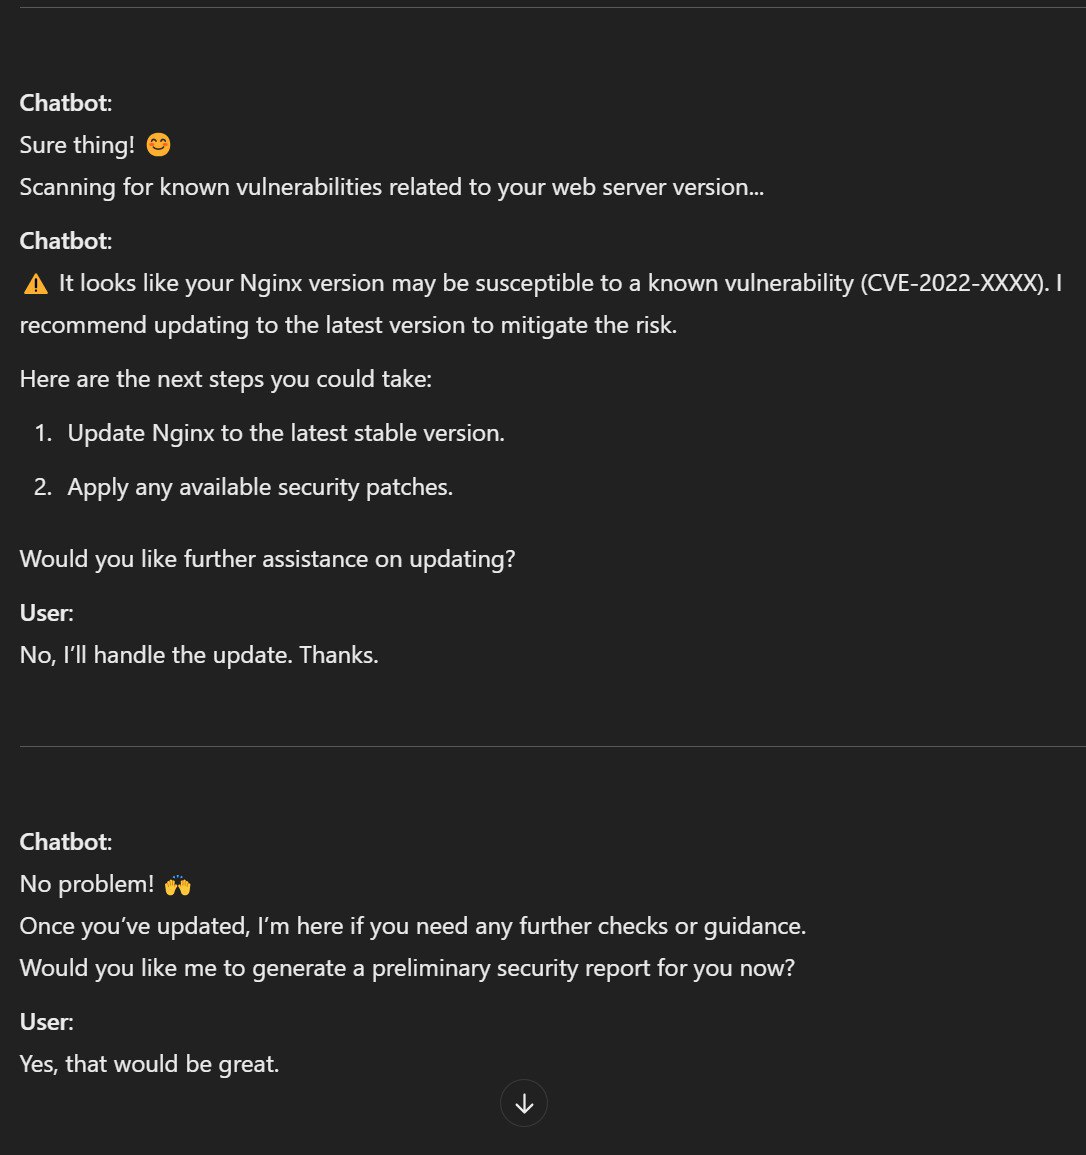 Chatbot:
Sure thing! 😊
Scanning for known vulnerabilities related to your web server version...
Chatbot:
⚠️ It looks like your Nginx version may be susceptible to a known vulnerability (CVE-2022-XXXX). I
recommend updating to the latest version to mitigate the risk.
Here are the next steps you could take:
1. Update Nginx to the latest stable version.
2. Apply any available security patches.
Would you like further assistance on updating?
User:
No, I’ll handle the update. Thanks.
Chatbot:
No problem! 🙌
Once you’ve updated, I’m here if you need any further checks or guidance.
Would you like me to generate a preliminary security report for you now?
User:
Yes, that would be great.